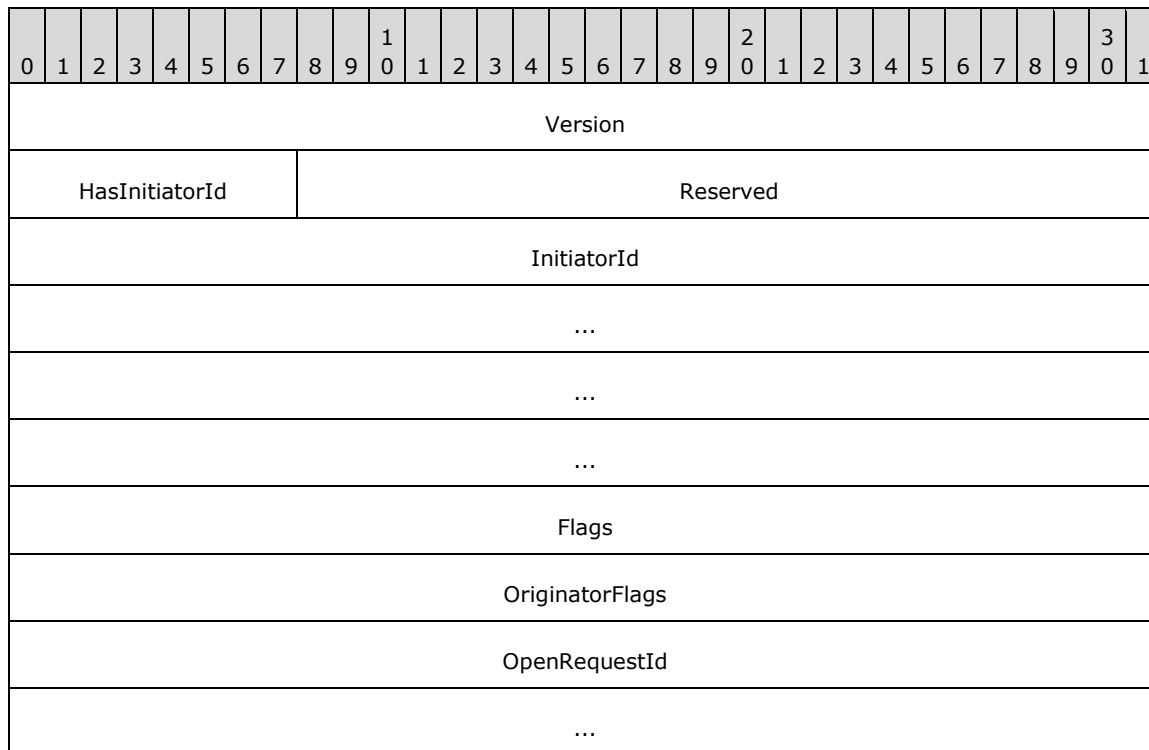 1 2 3
0 1 2 3 4 5 6 7 8 9 0 1 2 3 4 5 6 7 8 9 0 1 2 3 4 5 6 7 8 9 0 1
Version
HasInitiatorId Reserved
InitiatorId
...
...
...
Flags
OriginatorFlags
OpenRequestId
...